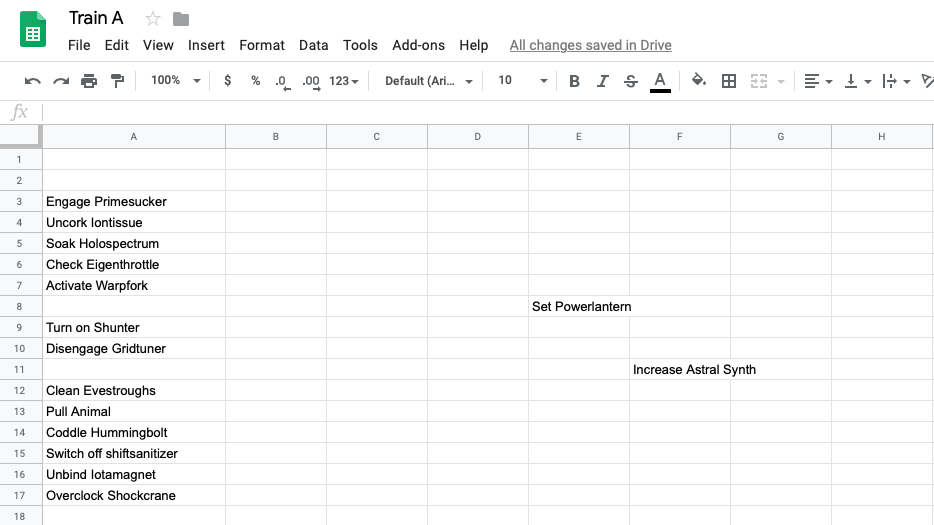 Train A
File Edit View Insert Format Data Tools Add-ons Help All changes saved in Drive
100% $ % .0 .00 123 Default (Ari... 10 B I S A
fx
A B C D E F G H
1
2
3 Engage Primesucker
4 Uncork Iontissue
5 Soak Holospectrum
6 Check Eigenthrottle
7 Activate Warpfork
8 Set Powerlantern
9 Turn on Shunter
10 Disengage Gridtuner
11 Increase Astral Synth
12 Clean Evestroughs
13 Pull Animal
14 Coddle Hummingbolt
15 Switch off shiftsanitizer
16 Unbind Iotamagnet
17 Overclock Shockcrane
18